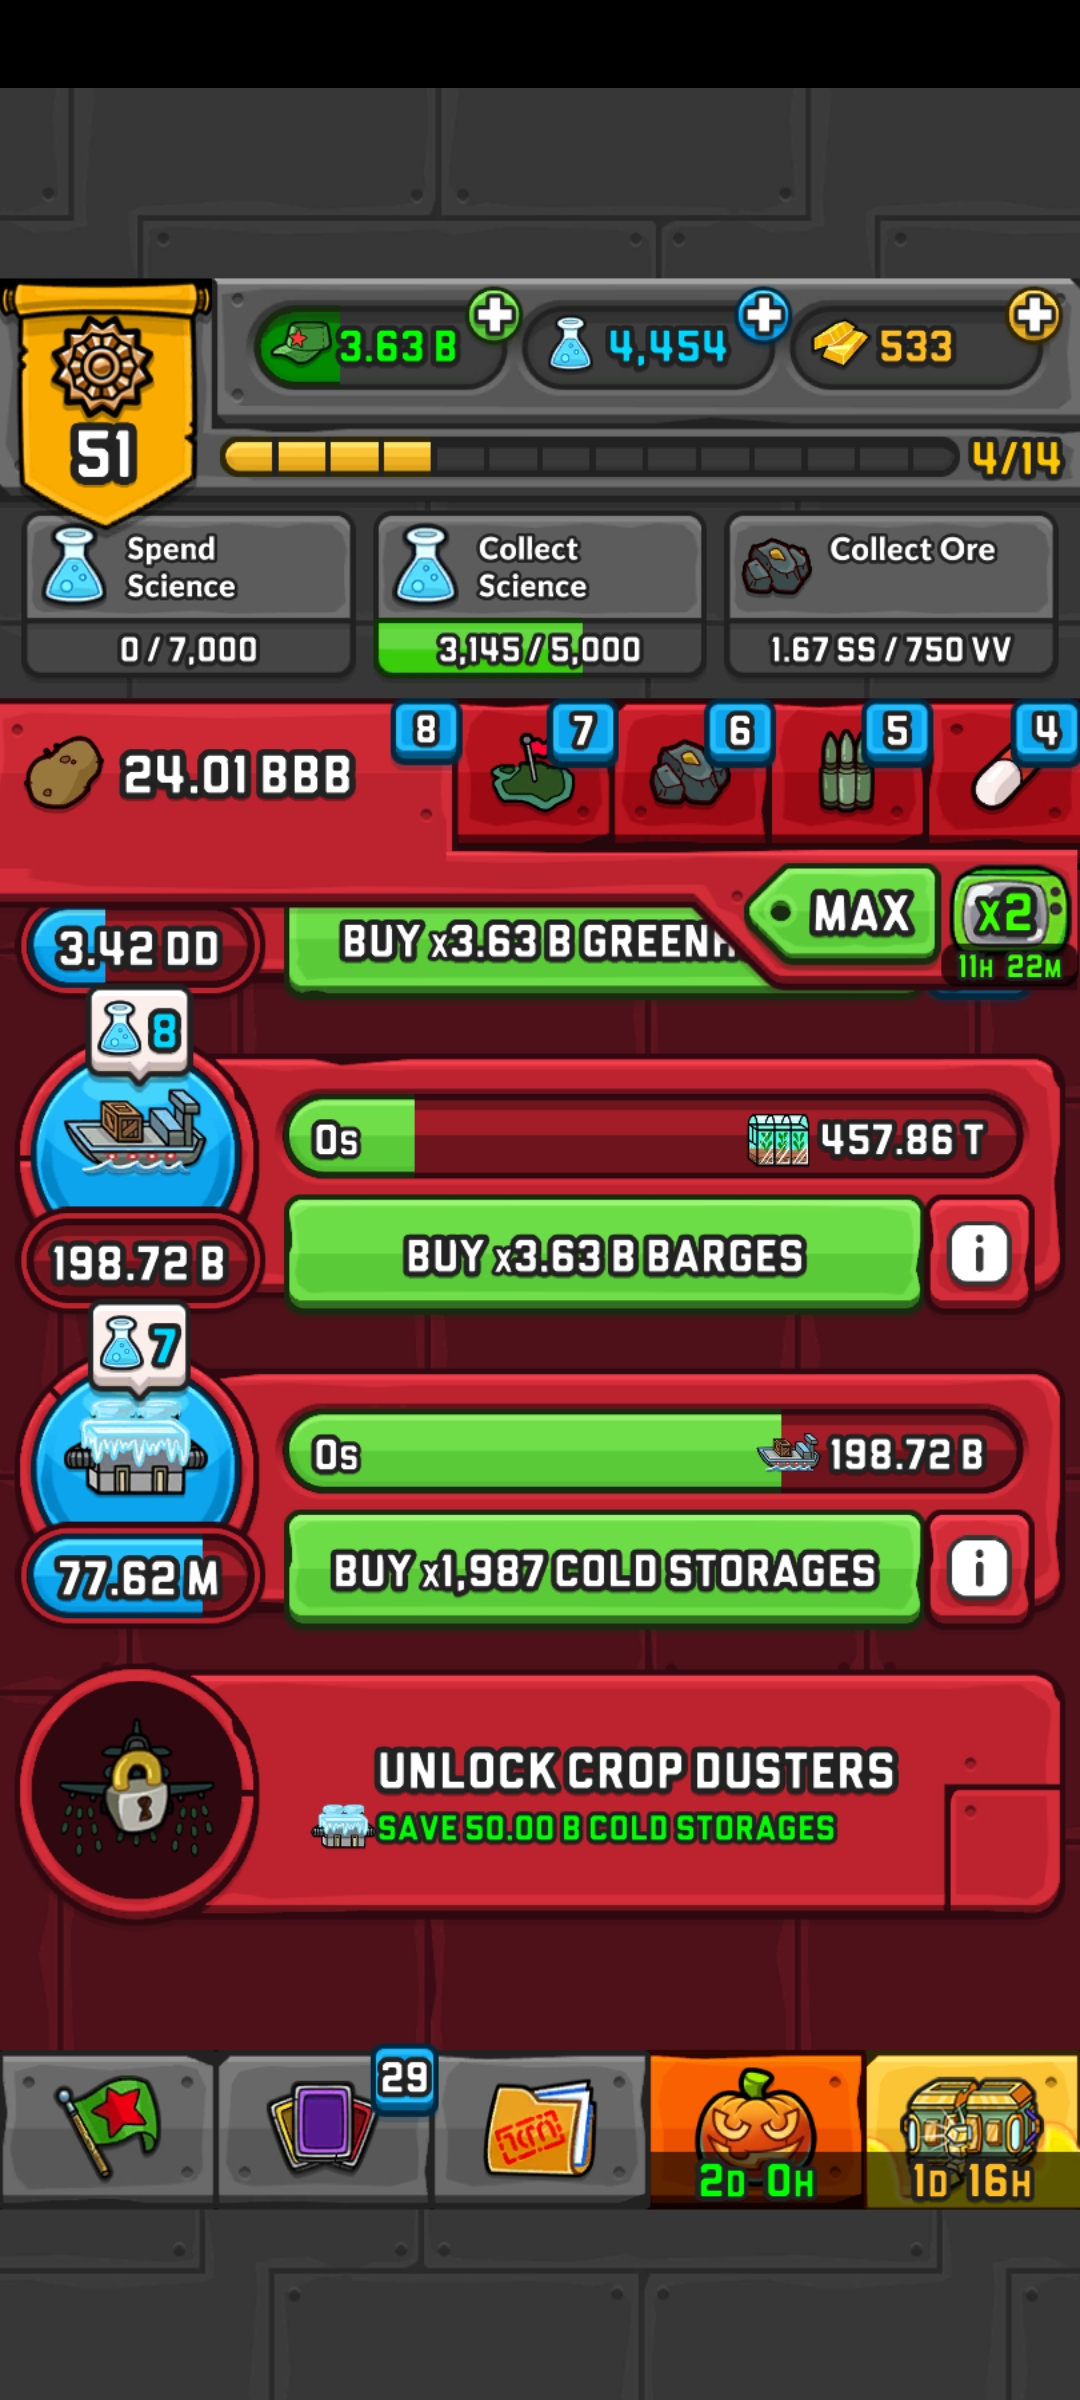 3.63 B
4,454
533
51
4/14
Spend
Science
0 / 7,000
Collect
Science
3,145 / 5,000
Collect Ore
1.67 SS / 750 VV
24.01 BBB
8
7
6
5
4
MAX
x2
11H 22M
3.42 DD
BUY x3.63 B
8
0s
457.86 T
198.72 B
BUY x3.63 B BARGES
i
7
0s
198.72 B
77.62 M
BUY x1,987 COLD STORAGES
i
UNLOCK CROP DUSTERS
SAVE 50.00 B COLD STORAGES
29
2D 0H
1D 16H